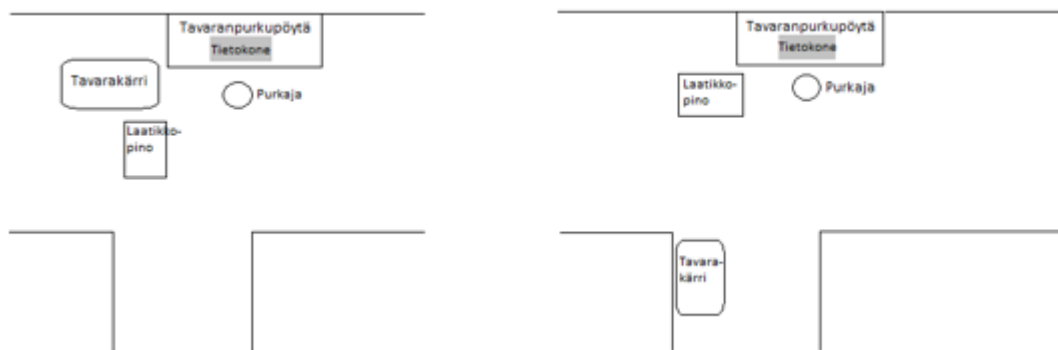 Tavaranpurkupöytä
Tietokone
Tavarakärri
Purkaja
Laatikko-
pino
Tavaranpurkupöytä
Tietokone
Laatikko-
pino
Purkaja
Tavara-
kärri